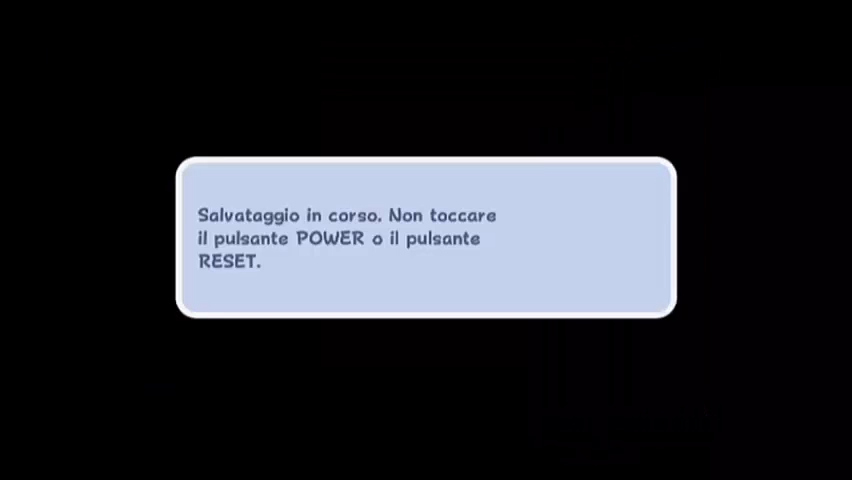 Salvataggio in corso. Non toccare
il pulsante POWER o il pulsante
RESET.